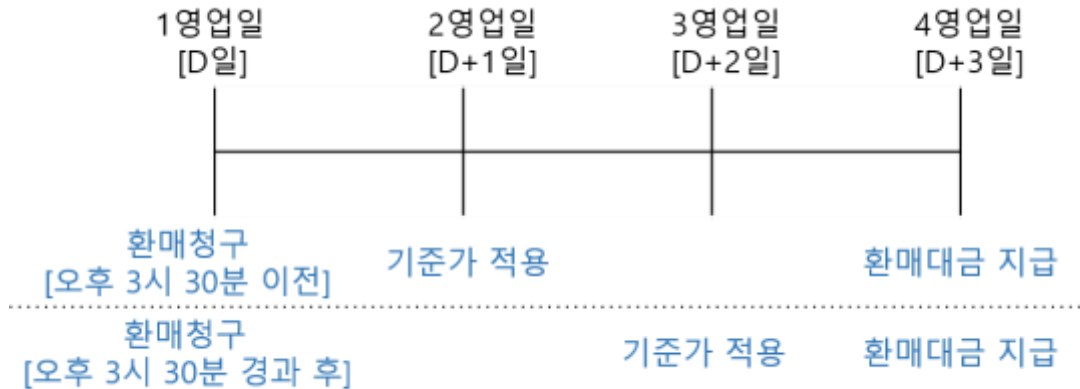 1영업일 2영업일 3영업일 4영업일
[D일] [D+1일] [D+2일] [D+3일]
환매청구
[오후 3시 30분 이전]
기준가 적용
환매대금 지급
환매청구
[오후 3시 30분 경과 후]
기준가 적용
환매대금 지급